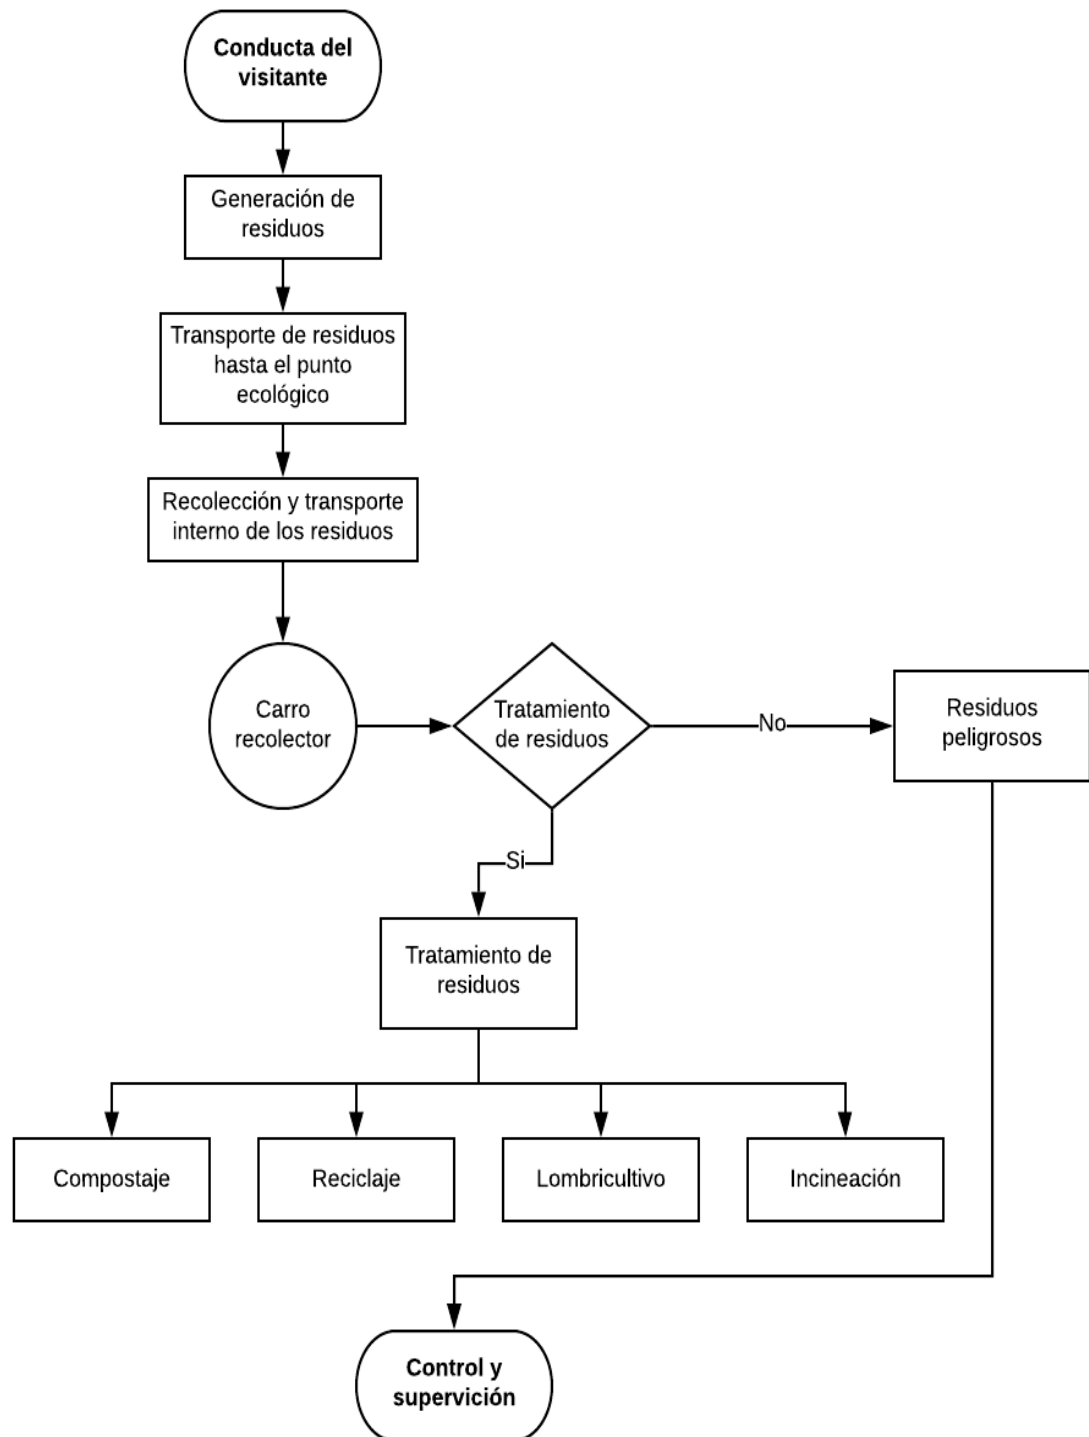 Conducta del
visitante
Generación de
residuos
Transporte de residuos
hasta el punto
ecológico
Recolección y transporte
interno de los residuos
Carro
recolector
Tratamiento
de residuos
No
Residuos
peligrosos
Si
Tratamiento de
residuos
Compostaje
Reciclaje
Lombricultivo
Incineación
Control y
supervición